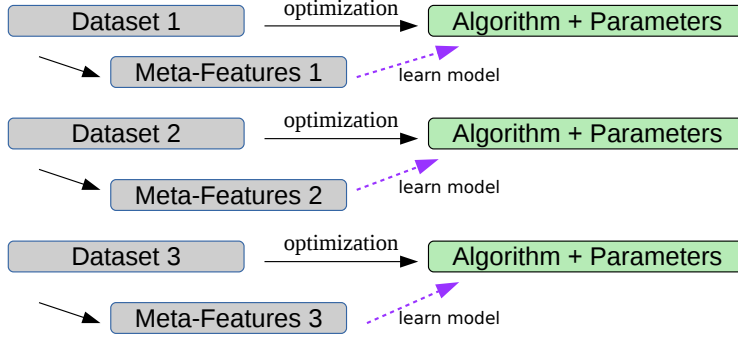 Dataset 1
optimization
Algorithm + Parameters
Meta-Features 1
learn model
Dataset 2
optimization
Algorithm + Parameters
Meta-Features 2
learn model
Dataset 3
optimization
Algorithm + Parameters
Meta-Features 3
learn model